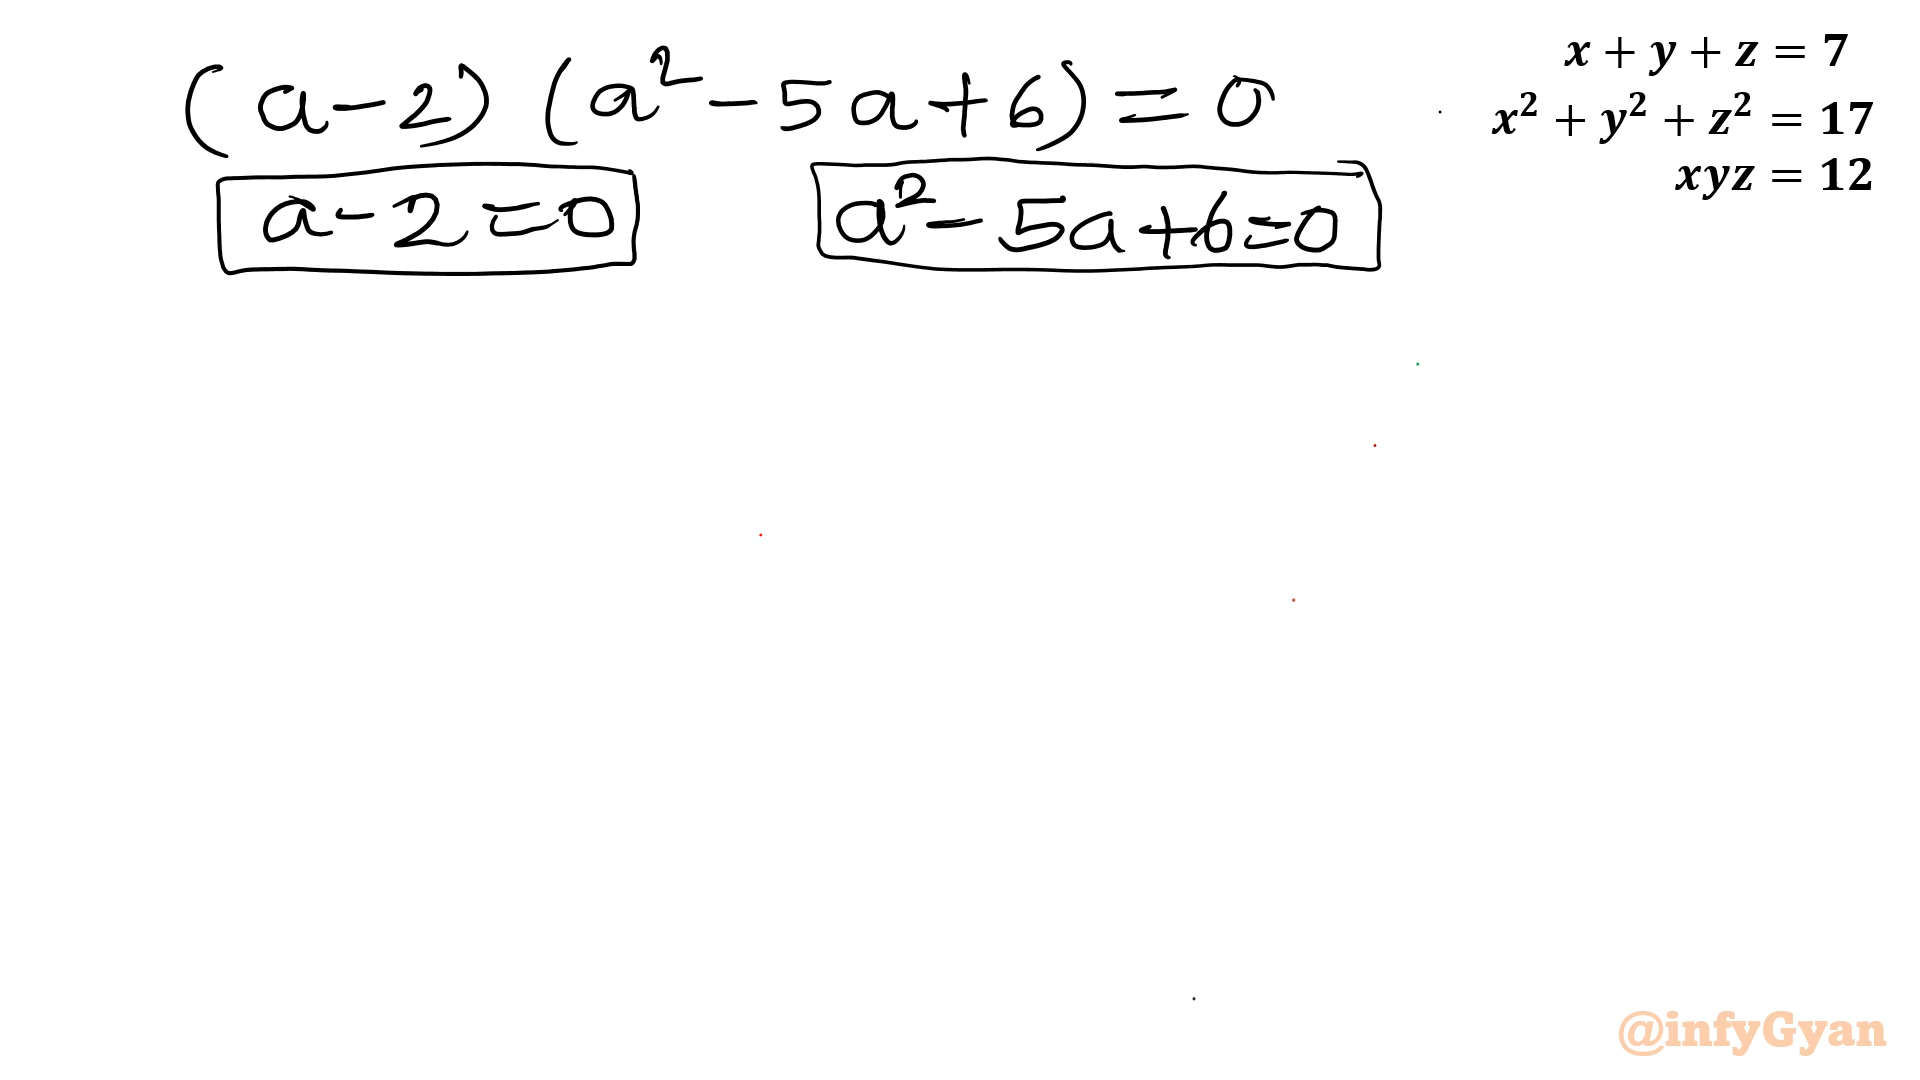 (a-2)(a²-5a+6)=0
a-2=0
a²-5a+6=0
x + y + z = 7
x² + y² + z² = 17
xyz = 12
@infyGyan